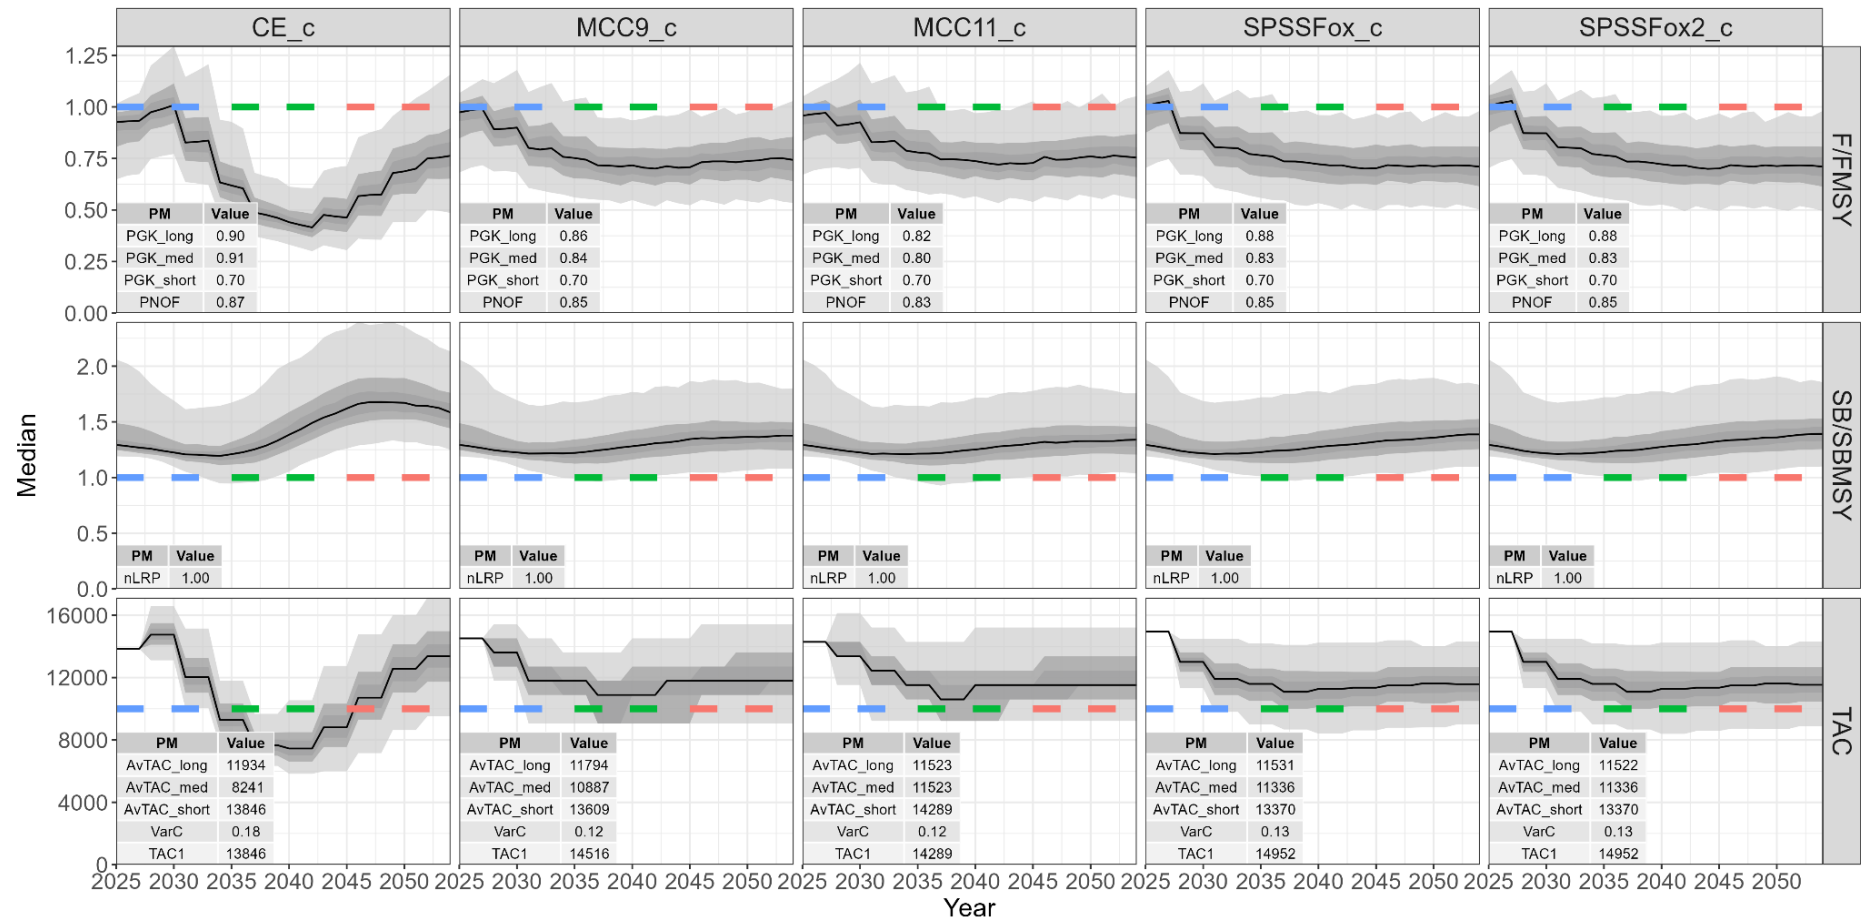 CE_c MCC9_c MCC11_c SPSSFox_c SPSSFox2_c
1.25
1.00
0.75
0.50
0.25
0.00
F/FMSY
PM Value
PGK_long 0.90
PGK_med 0.91
PGK_short 0.70
PNOF 0.87
PM Value
PGK_long 0.86
PGK_med 0.84
PGK_short 0.70
PNOF 0.85
PM Value
PGK_long 0.82
PGK_med 0.80
PGK_short 0.70
PNOF 0.83
PM Value
PGK_long 0.88
PGK_med 0.83
PGK_short 0.70
PNOF 0.85
PM Value
PGK_long 0.88
PGK_med 0.83
PGK_short 0.70
PNOF 0.85
Median
2.0
1.5
1.0
0.5
0.0
SB/SBMSY
PM Value
nLRP 1.00
PM Value
nLRP 1.00
PM Value
nLRP 1.00
PM Value
nLRP 1.00
PM Value
nLRP 1.00
16000
12000
8000
4000
0
TAC
PM Value
AvTAC_long 11934
AvTAC_med 8241
AvTAC_short 13846
VarC 0.18
TAC1 13846
PM Value
AvTAC_long 11794
AvTAC_med 10887
AvTAC_short 13609
VarC 0.12
TAC1 14516
PM Value
AvTAC_long 11523
AvTAC_med 11523
AvTAC_short 14289
VarC 0.12
TAC1 14289
PM Value
AvTAC_long 11531
AvTAC_med 11336
AvTAC_short 13370
VarC 0.13
TAC1 14952
PM Value
AvTAC_long 11522
AvTAC_med 11336
AvTAC_short 13370
VarC 0.13
TAC1 14952
2025 2030 2035 2040 2045 2050 2025 2030 2035 2040 2045 2050 2025 2030 2035 2040 2045 2050 2025 2030 2035 2040 2045 2050 2025 2030 2035 2040 2045 2050
Year